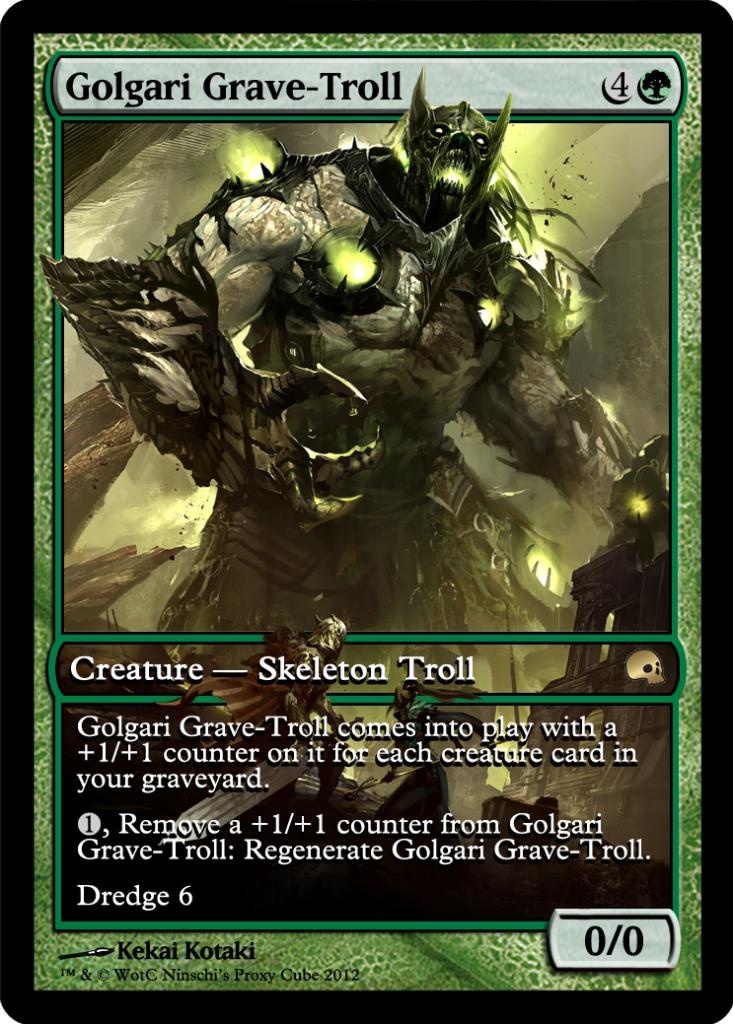 Golgari Grave-Troll 4
Creature — Skeleton Troll
Golgari Grave-Troll comes into play with a
+1/+1 counter on it for each creature card in
your graveyard.
1, Remove a +1/+1 counter from Golgari
Grave-Troll: Regenerate Golgari Grave-Troll.
Dredge 6
0/0
Kekai Kotaki
™ & © WotC Ninschi's Proxy Cube 2012